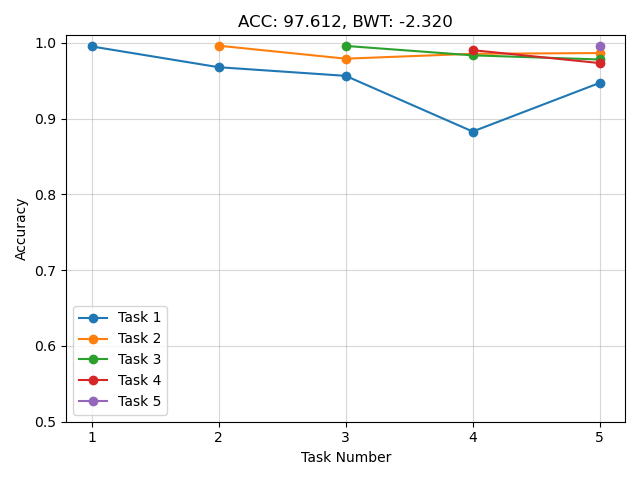 ACC: 97.612, BWT: -2.320
1.0
0.9
0.8
0.7
0.6
0.5
Accuracy
Task 1
Task 2
Task 3
Task 4
Task 5
1 2 3 4 5
Task Number